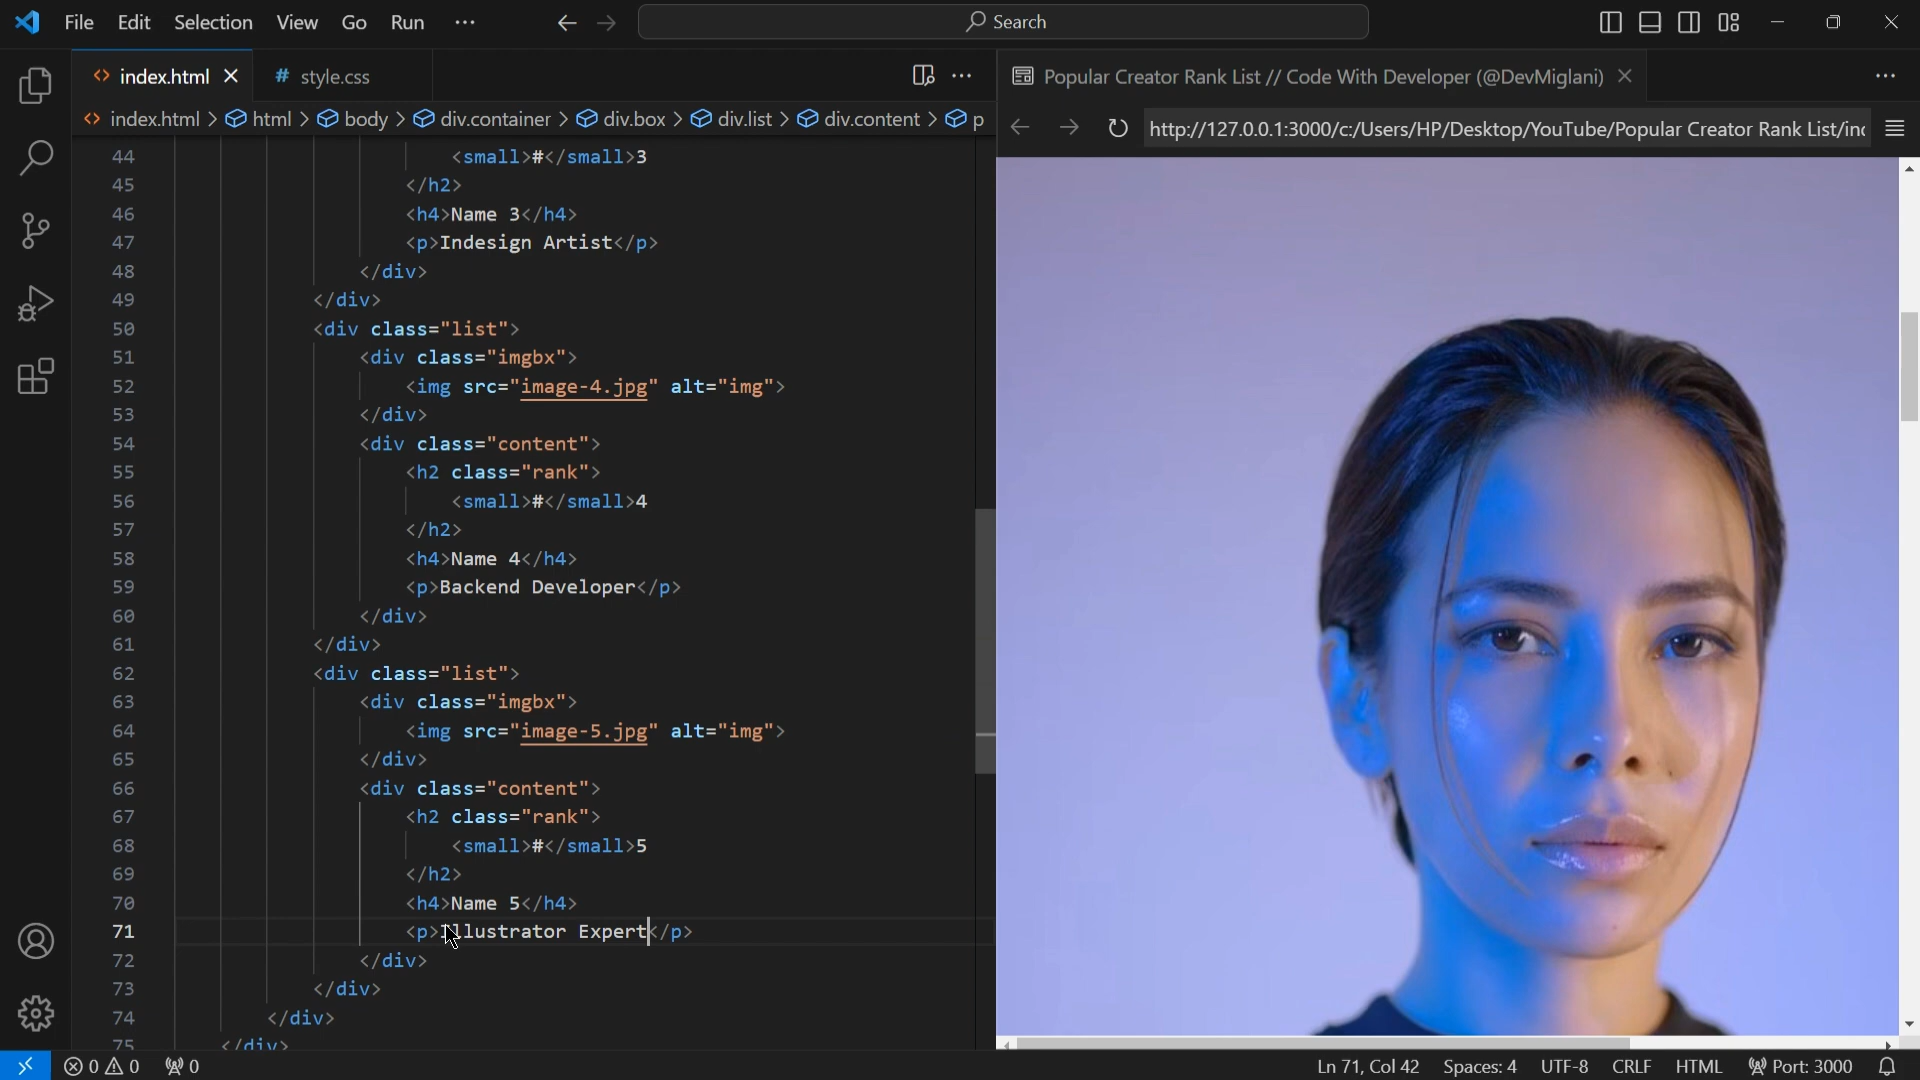 File Edit Selection View Go Run ··· Search
index.html style.css
Popular Creator Rank List // Code With Developer (@DevMiglani)
index.html > html > body > div.container > div.box > div.list > div.content > p
http://127.0.0.1:3000/c:/Users/HP/Desktop/YouTube/Popular Creator Rank List/in
44 <small>#</small>3
45 </h2>
46 <h4>Name 3</h4>
47 <p>Indesign Artist</p>
48 </div>
49 </div>
50 <div class="list">
51 <div class="imgbx">
52 <img src="image-4.jpg" alt="img">
53 </div>
54 <div class="content">
55 <h2 class="rank">
56 <small>#</small>4
57 </h2>
58 <h4>Name 4</h4>
59 <p>Backend Developer</p>
60 </div>
61 </div>
62 <div class="list">
63 <div class="imgbx">
64 <img src="image-5.jpg" alt="img">
65 </div>
66 <div class="content">
67 <h2 class="rank">
68 <small>#</small>5
69 </h2>
70 <h4>Name 5</h4>
71 <p>Illustrator Expert</p>
72 </div>
73 </div>
74 </div>
75 </div>
0 0 0 Ln 71, Col 42 Spaces: 4 UTF-8 CRLF HTML Port: 3000